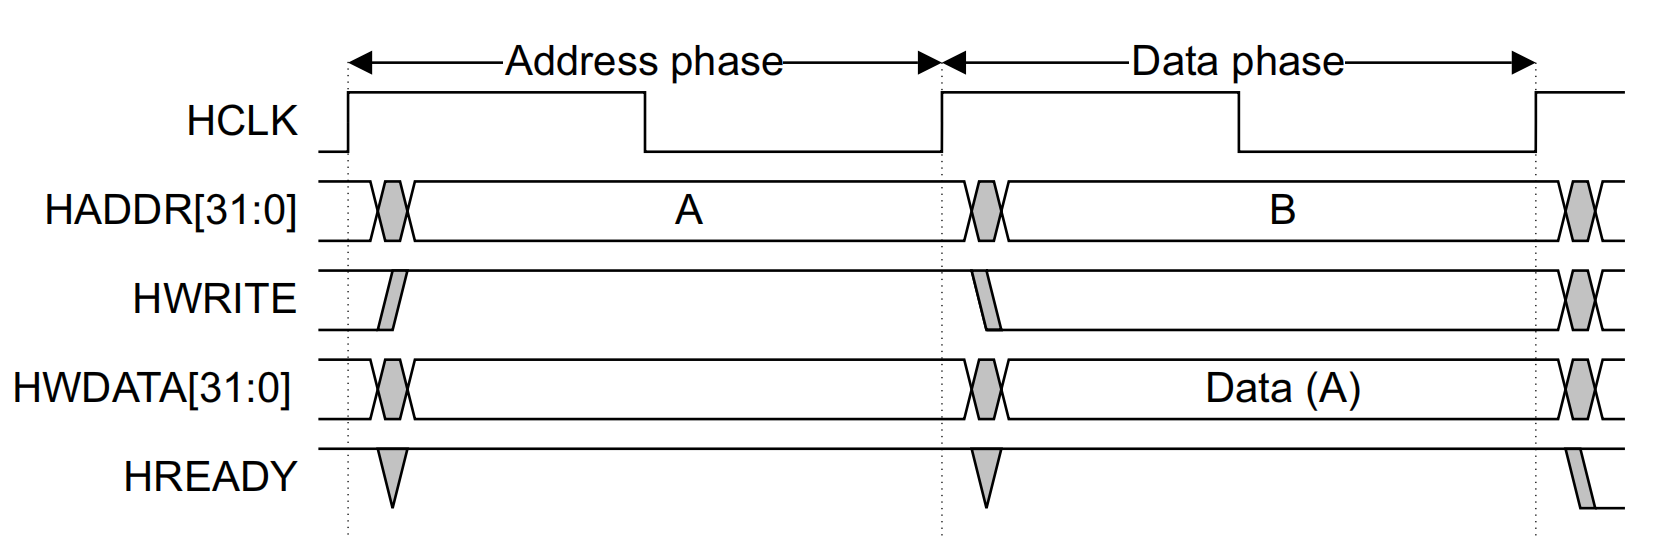 Address phase Data phase
HCLK
HADDR[31:0] A B
HWRITE
HWDATA[31:0] Data (A)
HREADY